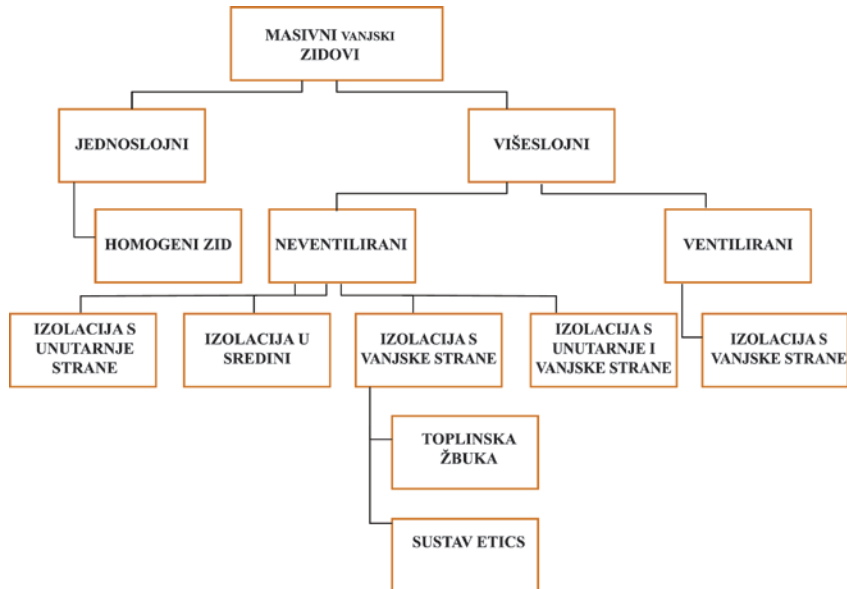 MASIVNI VANJSKI
ZIDOVI
JEDNOSLOJNI
VIŠESLOJNI
HOMOGENI ZID
NEVENTILIRANI
VENTILIRANI
IZOLACIJA S
UNUTARNJE
STRANE
IZOLACIJA U
SREDINI
IZOLACIJA S
VANJSKE STRANE
IZOLACIJA S
UNUTARNJE I
VANJSKE STRANE
IZOLACIJA S
VANJSKE STRANE
TOPLINSKA
ŽBUKA
SUSTAV ETICS